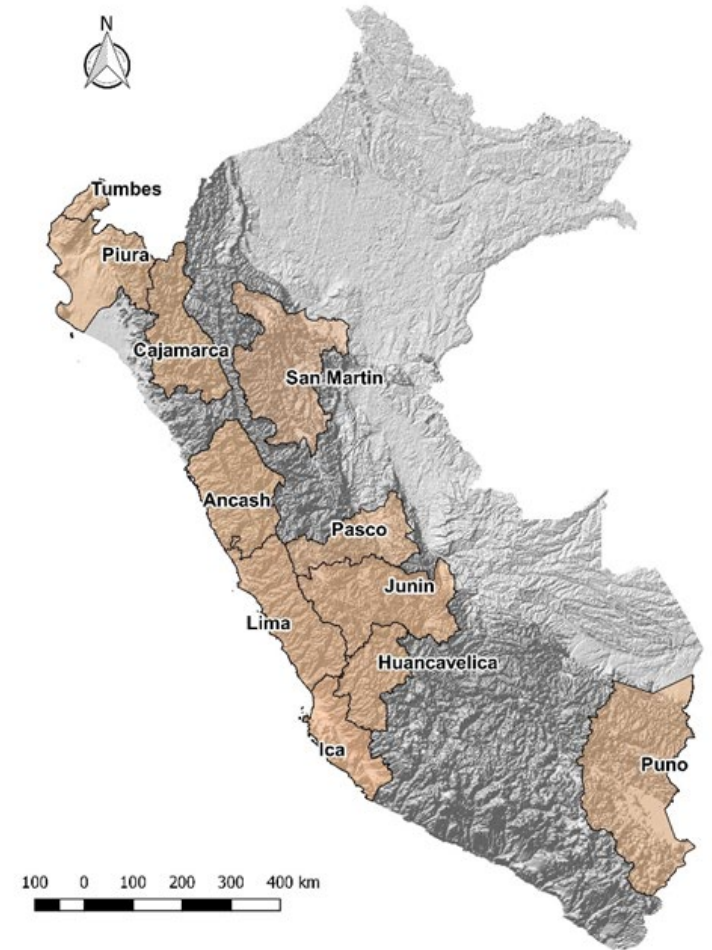 N
Tumbes
Piura
Cajamarca
San Martin
Ancash
Pasco
Junin
Lima
Huancavelica
Ica
Puno
100 0 100 200 300 400 km